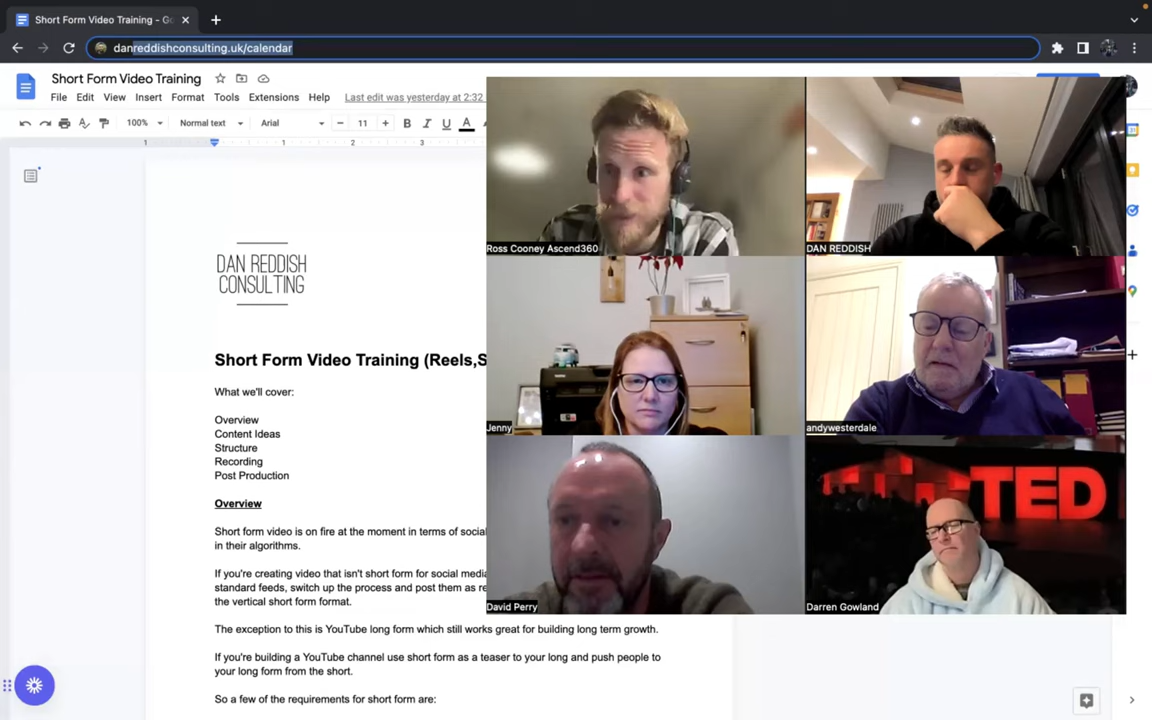 Short Form Video Training - Go
danreddishconsulting.uk/calendar
Short Form Video Training
File Edit View Insert Format Tools Extensions Help Last edit was yesterday at 2:32
100% Normal text Arial 11 B I U A
1 1 2 3
DAN REDDISH
CONSULTING
Short Form Video Training (Reels,S
What we'll cover:
Overview
Content Ideas
Structure
Recording
Post Production
Overview
Short form video is on fire at the moment in terms of social
in their algorithms.
If you're creating video that isn't short form for social media
standard feeds, switch up the process and post them as re
the vertical short form format.
The exception to this is YouTube long form which still works great for building long term growth.
If you're building a YouTube channel use short form as a teaser to your long and push people to
your long form from the short.
So a few of the requirements for short form are:
Ross Cooney Ascend360
DAN REDDISH
Jenny
andywesterdale
TED
David Perry
Darren Gowland